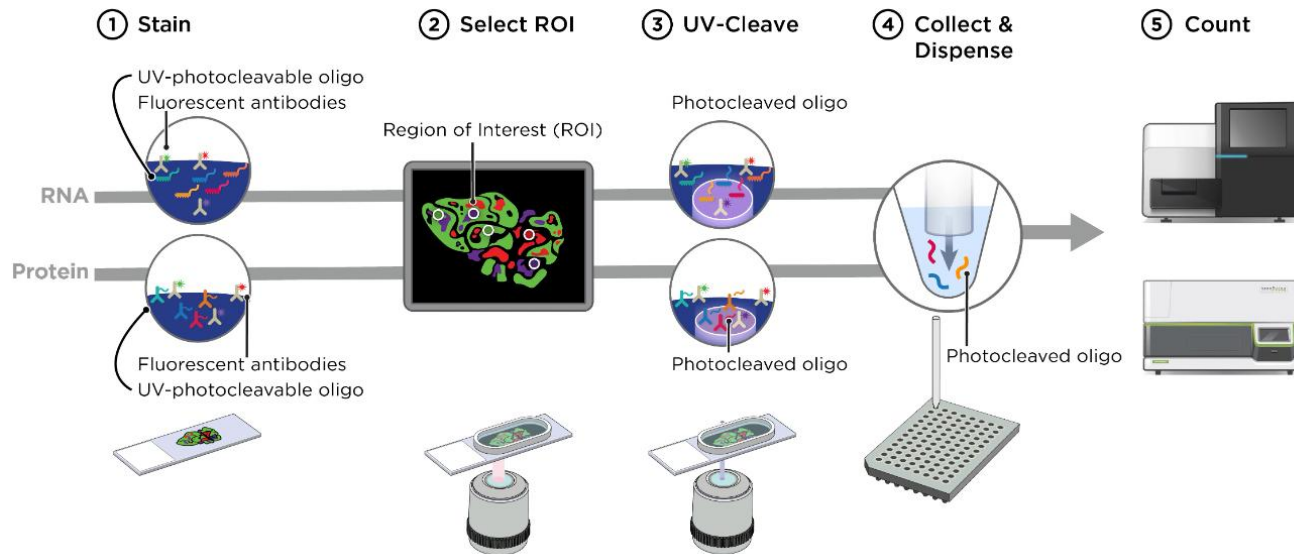 1 Stain
2 Select ROI
3 UV-Cleave
4 Collect &
Dispense
5 Count
UV-photocleavable oligo
Fluorescent antibodies
Region of Interest (ROI)
Photocleaved oligo
RNA
Protein
Fluorescent antibodies
UV-photocleavable oligo
Photocleaved oligo
Photocleaved oligo